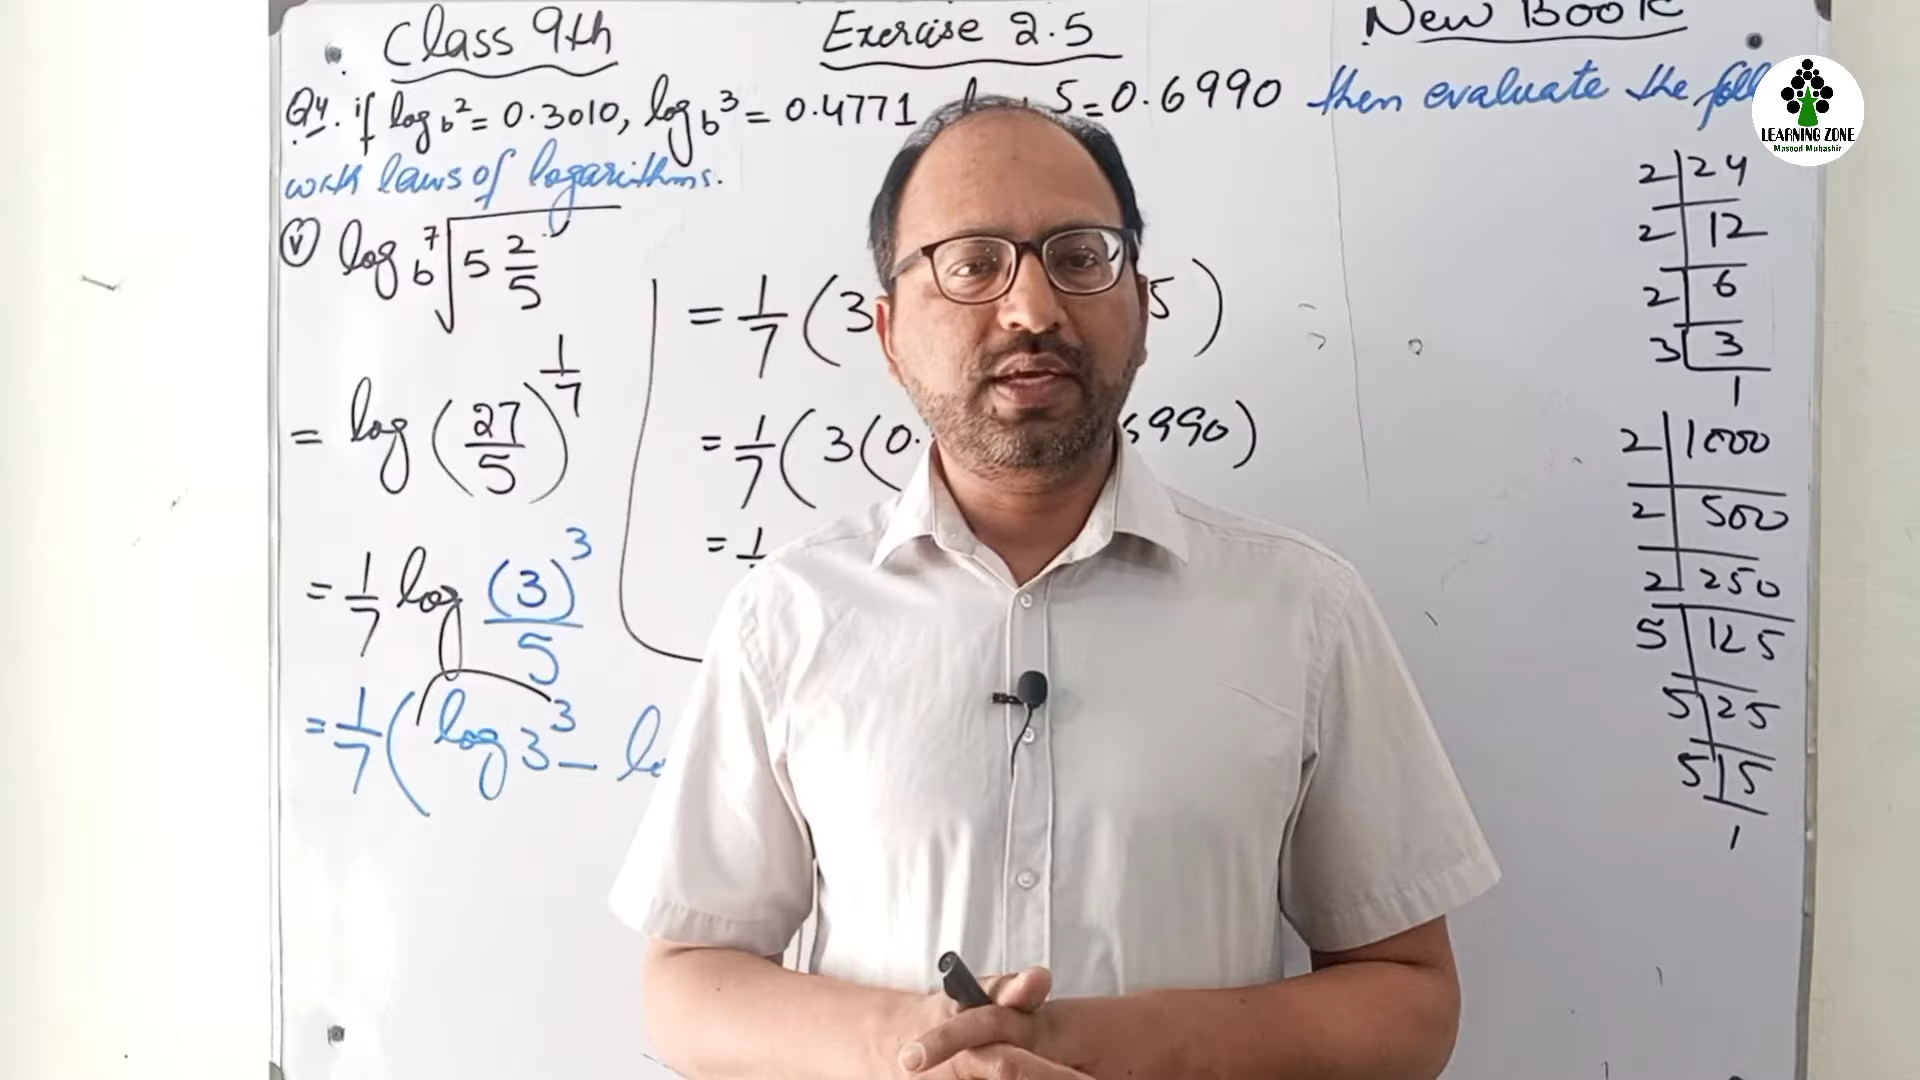 Class 9th
Exercise 2.5
New Book
Q4. if log b 2 = 0.3010, log b 3 = 0.4771, 5 = 0.6990 then evaluate the foll
with laws of logarithms.
LEARNING ZONE
Masood Mubashir
(v) log b ⁷√5 2/5
= log (27/5)^1/7
= 1/7 log (3)³/5
= 1/7 ( log 3³ –
= 1/7 ( 3 5 )
= 1/7 ( 3(0. 6990 )
= 1
2 | 24
2 | 12
2 | 6
3 | 3
1
2 | 1000
2 | 500
2 | 250
5 | 125
5 | 25
5 | 5
1